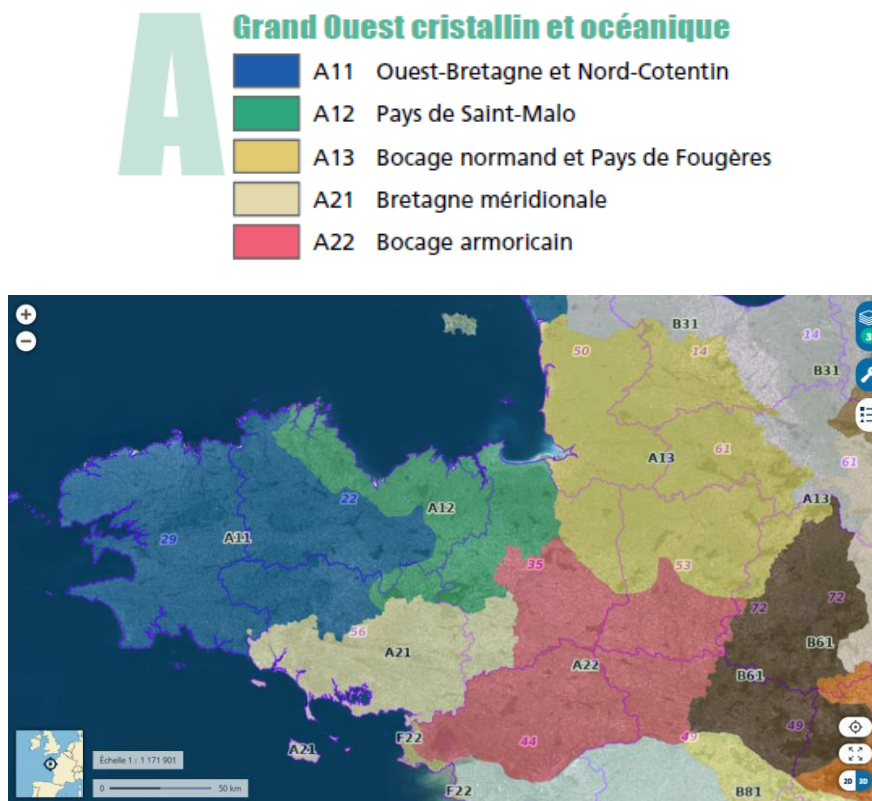 A
Grand Ouest cristallin et océanique
A11 Ouest-Bretagne et Nord-Cotentin
A12 Pays de Saint-Malo
A13 Bocage normand et Pays de Fougères
A21 Bretagne méridionale
A22 Bocage armoricain
+
−
B31
3
50
14
14
B31
61
A13
61
22
A12
A13
29
A11
35
53
72
72
56
A21
A22
B61
B61
F22
44
49
49
A21
Échelle 1 : 1 171 901
0 50 km
F22
B81
2D 3D